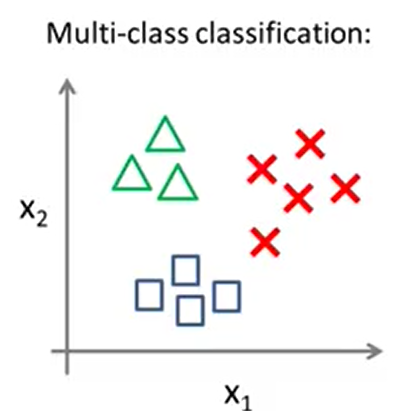 Multi-class classification:
x₂
x₁